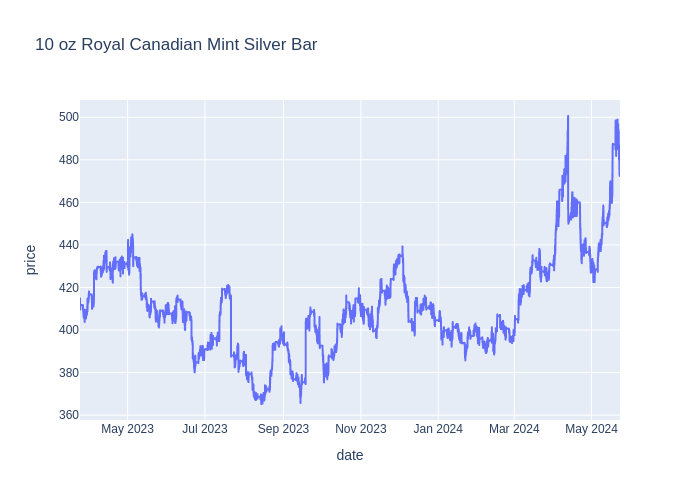 10 oz Royal Canadian Mint Silver Bar
500
480
460
440
420
400
380
360
price
May 2023 Jul 2023 Sep 2023 Nov 2023 Jan 2024 Mar 2024 May 2024
date